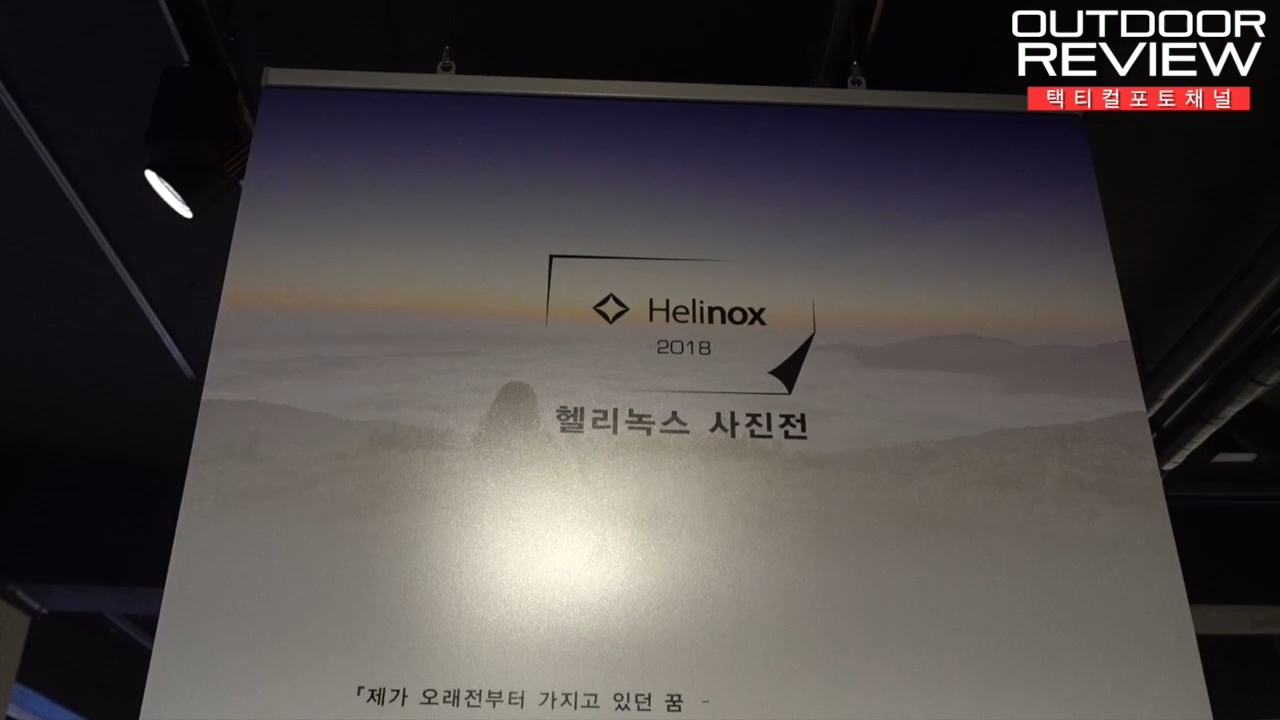 OUTDOOR
REVIEW
택티컬포토채널
Helinox
2018
헬리녹스 사진전
『제가 오래전부터 가지고 있던 꿈 -